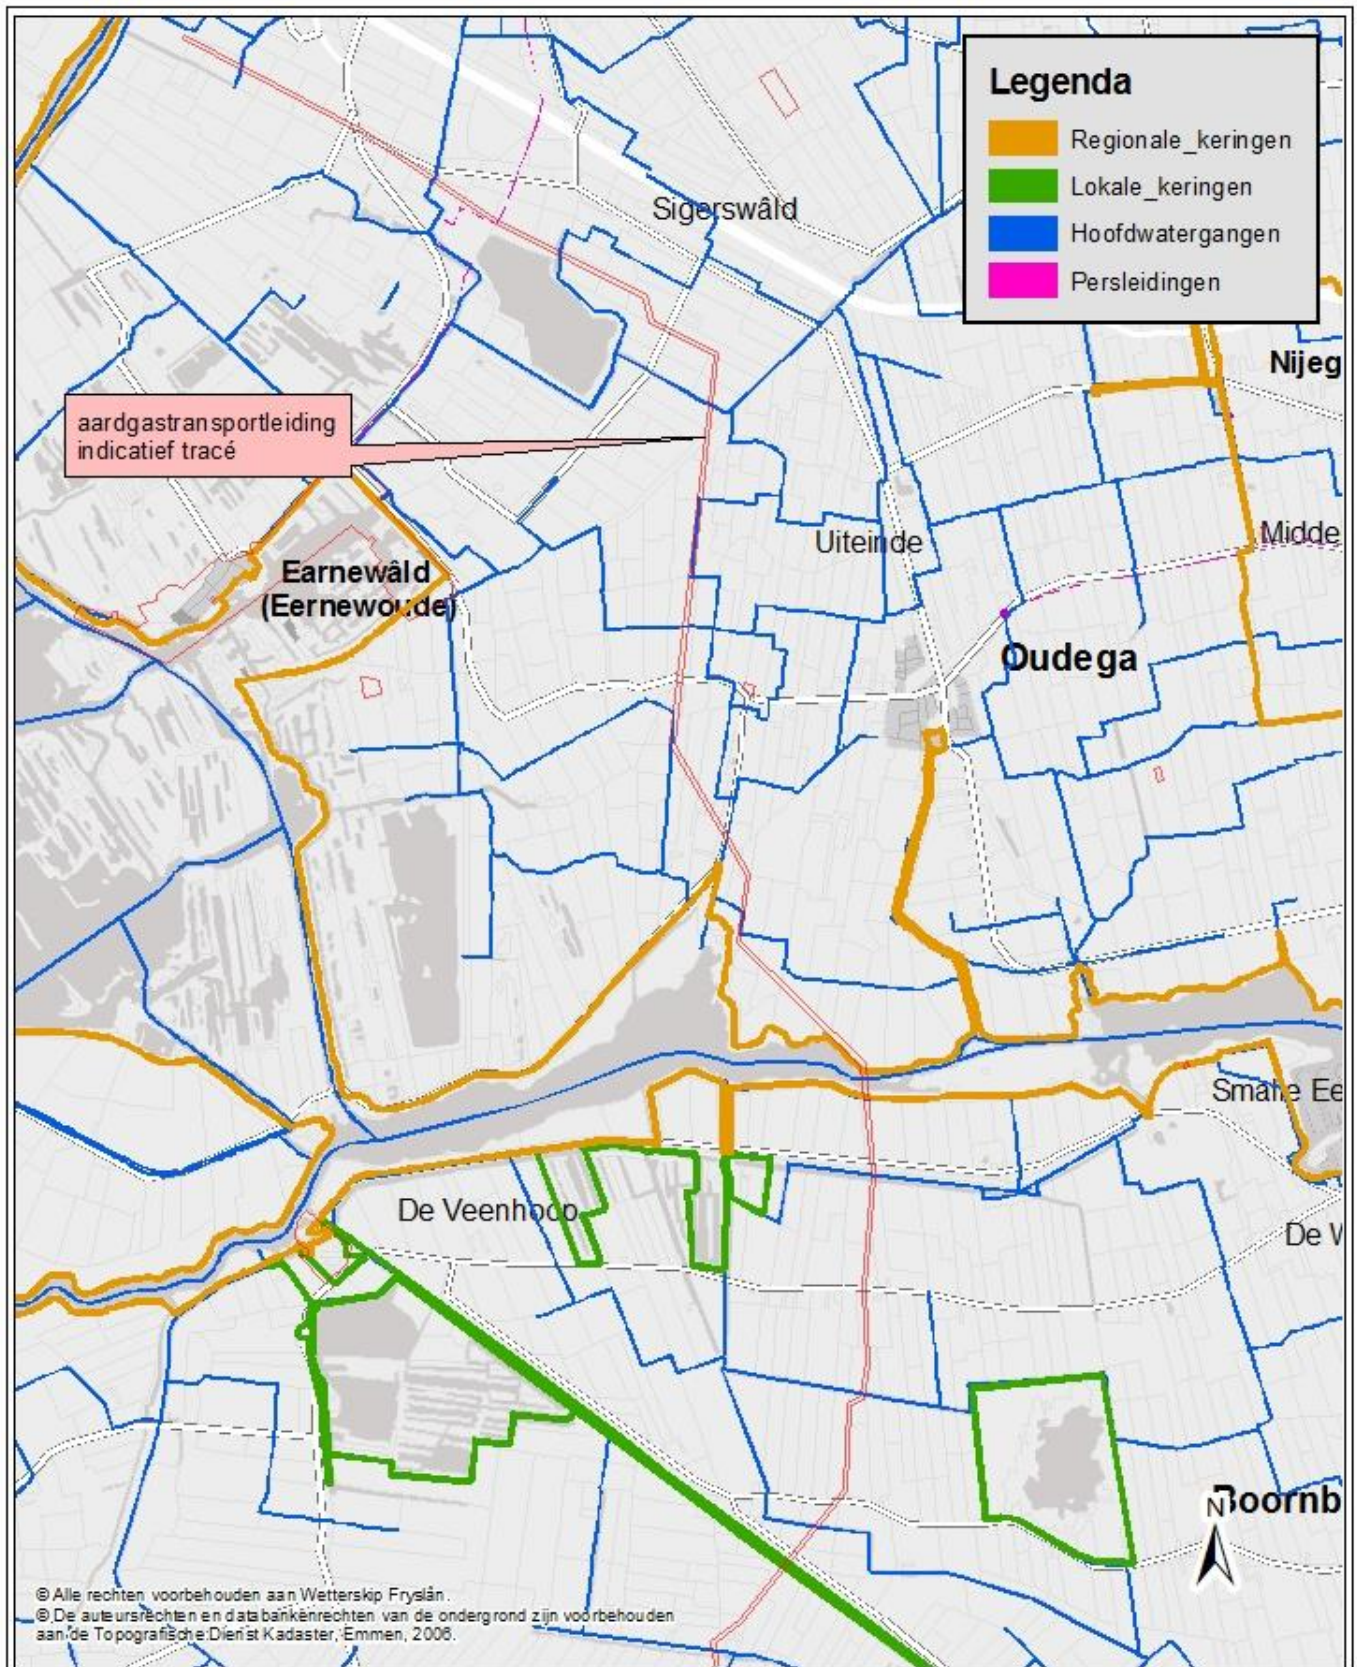 Legenda
Regionale_keringen
Lokale_keringen
Hoofdwatergangen
Persleidingen
Sigerswâld
Nijeg
aardgastransportleiding
indicatief tracé
Uiteinde
Midde
Earnewâld
(Eernewoude)
Oudega
Smalle Ee
De Veenhoop
De W
Boornb
N
© Alle rechten voorbehouden aan Wetterskip Fryslân.
© De auteursrechten en databankenrechten van de ondergrond zijn voorbehouden
aan de Topografische Dienst Kadaster, Emmen, 2006.